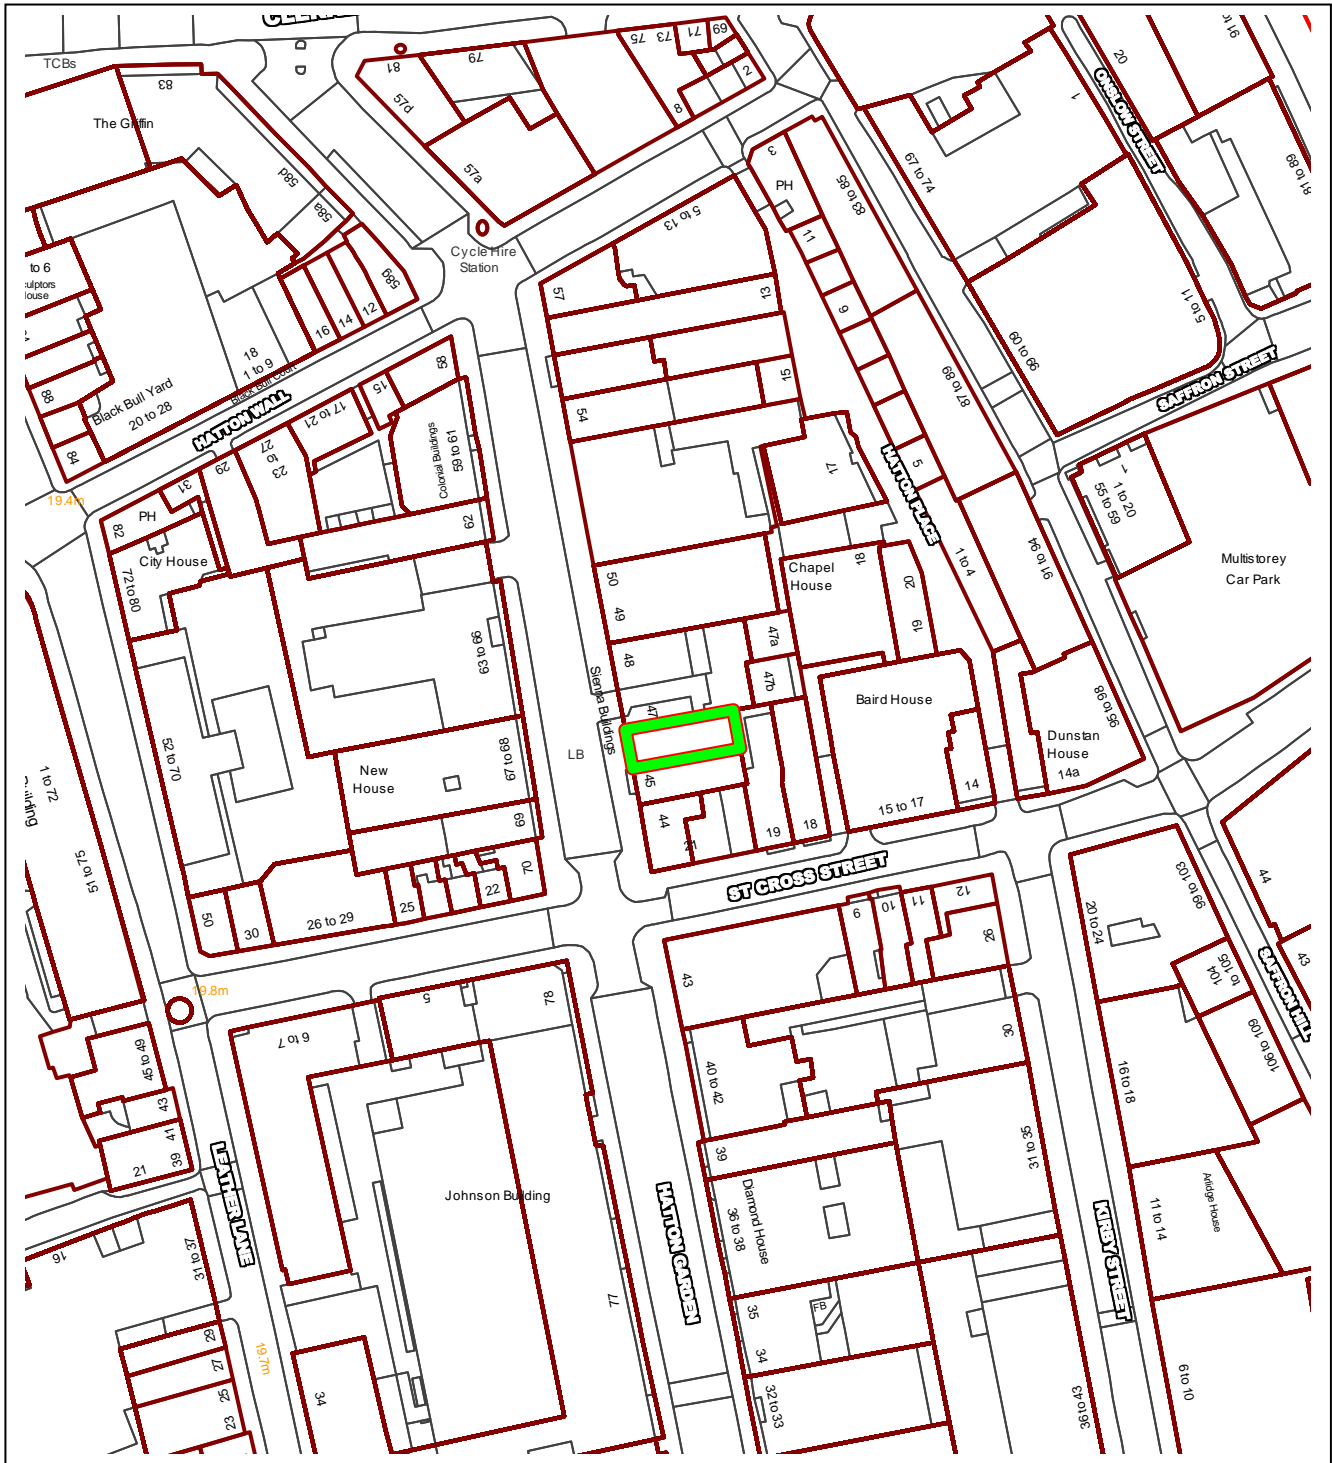 TCBs
83
The Griffin
58d
58a
58g
81
57d
79
57a
75
73
71
69
2
8
Cycle Hire
Station
to 6
ulptors
ouse
88
84
Black Bull Yard
20 to 28
18
1 to 9
Black Bull Court
16
14
12
HATTON WALL
58
15
17 to 21
23
to
27
29
31
Colonial Buildings
59 to 61
62
82
PH
City House
72 to 80
19.4m
57
5 to 13
13
15
54
3
PH
11
9
83 to 85
67 to 74
1
20
ONSLOW STREET
91 to
81 to 89
5 to 11
60 to 66
87 to 89
SAFFRON STREET
17
HATTON PLACE
5
1 to 4
91 to 94
1
1 to 20
55 to 59
Multistorey
Car Park
50
49
48
47
Sienna Buildings
Chapel
House
18
20
19
47a
47b
Baird House
Dunstan
House
14a
14
95 to 98
15 to 17
63 to 66
67 to 68
52 to 70
New
House
LB
45
44
21
19
18
69
70
22
25
26 to 29
30
50
1 to 72
51 to 75
ST CROSS STREET
9
10
11
12
26
43
20 to 24
99 to 103
104
to 105
44
43
SAFFRON HILL
106 to 109
19.8m
5
78
6 to 7
45 to 49
43
41
39
21
LEATHER LANE
Johnson Building
77
HATTON GARDEN
40 to 42
39
Diamond House
36 to 38
30
31 to 35
16 to 18
11 to 14
Arlidge House
KIRBY STREET
35
34
FB
32 to 33
36 to 43
6 to 10
16
31 to 37
29
27
25
23
19.7m
34